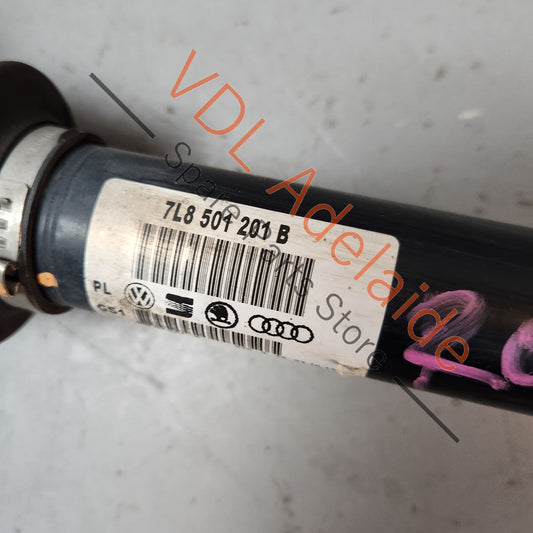 VDL Adelaide
Spare Parts Store
7L8 501 201 B
PL